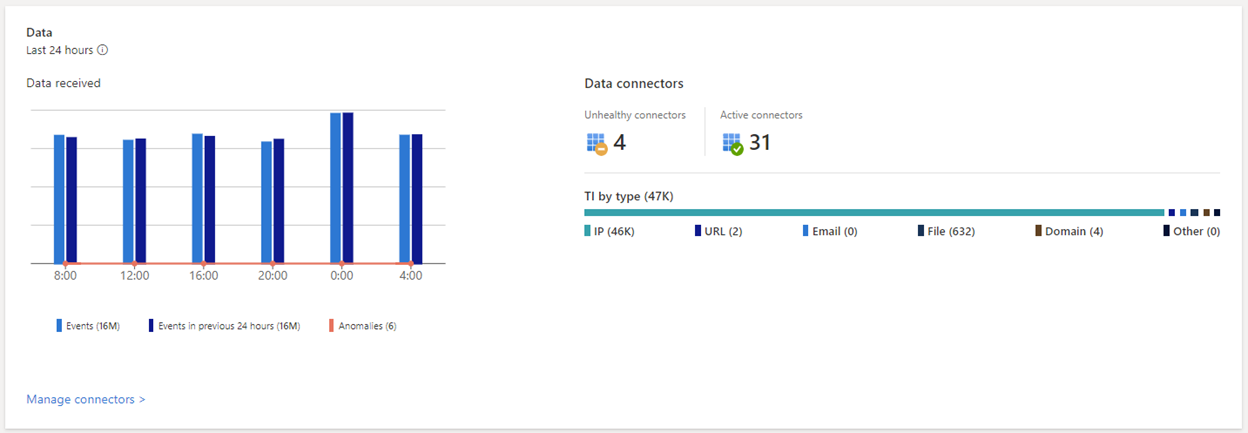 Data
Last 24 hours
Data received
8:00 12:00 16:00 20:00 0:00 4:00
Events (16M) Events in previous 24 hours (16M) Anomalies (6)
Manage connectors >
Data connectors
Unhealthy connectors Active connectors
4 31
TI by type (47K)
IP (46K) URL (2) Email (0) File (632) Domain (4) Other (0)